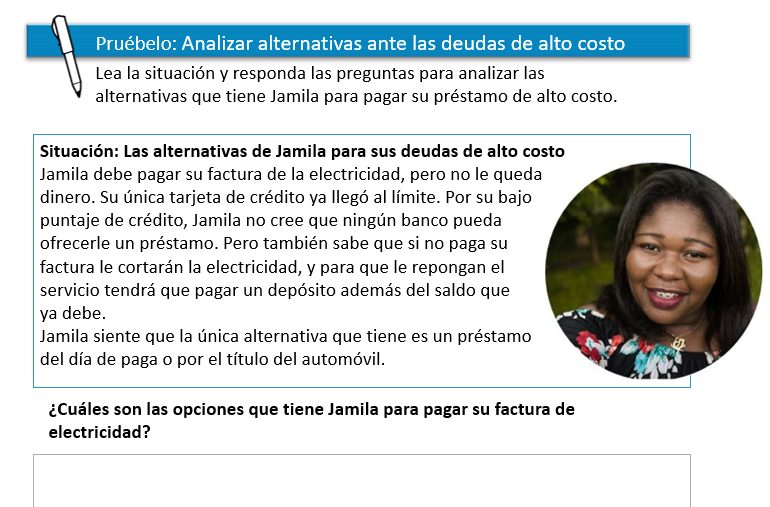 Pruébelo: Analizar alternativas ante las deudas de alto costo
Lea la situación y responda las preguntas para analizar las
alternativas que tiene Jamila para pagar su préstamo de alto costo.
Situación: Las alternativas de Jamila para sus deudas de alto costo
Jamila debe pagar su factura de la electricidad, pero no le queda
dinero. Su única tarjeta de crédito ya llegó al límite. Por su bajo
puntaje de crédito, Jamila no cree que ningún banco pueda
ofrecerle un préstamo. Pero también sabe que si no paga su
factura le cortarán la electricidad, y para que le repongan el
servicio tendrá que pagar un depósito además del saldo que
ya debe.
Jamila siente que la única alternativa que tiene es un préstamo
del día de paga o por el título del automóvil.
¿Cuáles son las opciones que tiene Jamila para pagar su factura de
electricidad?